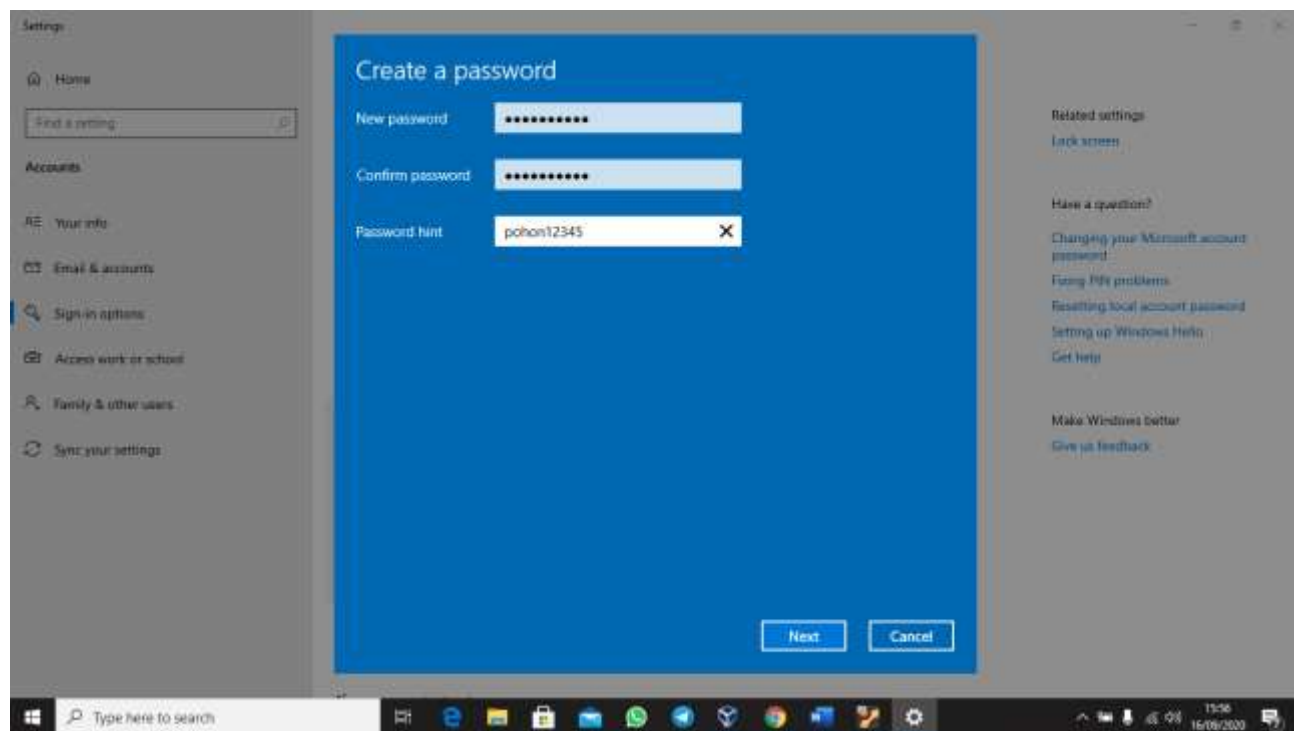 Settings
Home
Find a setting
Accounts
Your info
Email & accounts
Sign-in options
Access work or school
Family & other users
Sync your settings
Create a password
New password ••••••••••
Confirm password ••••••••••
Password hint pohon12345
Next Cancel
Related settings
Lock screen
Have a question?
Changing your Microsoft account
password
Fixing PIN problems
Resetting local account password
Setting up Windows Hello
Get help
Make Windows better
Give us feedback
Type here to search
15:56
16/09/2020